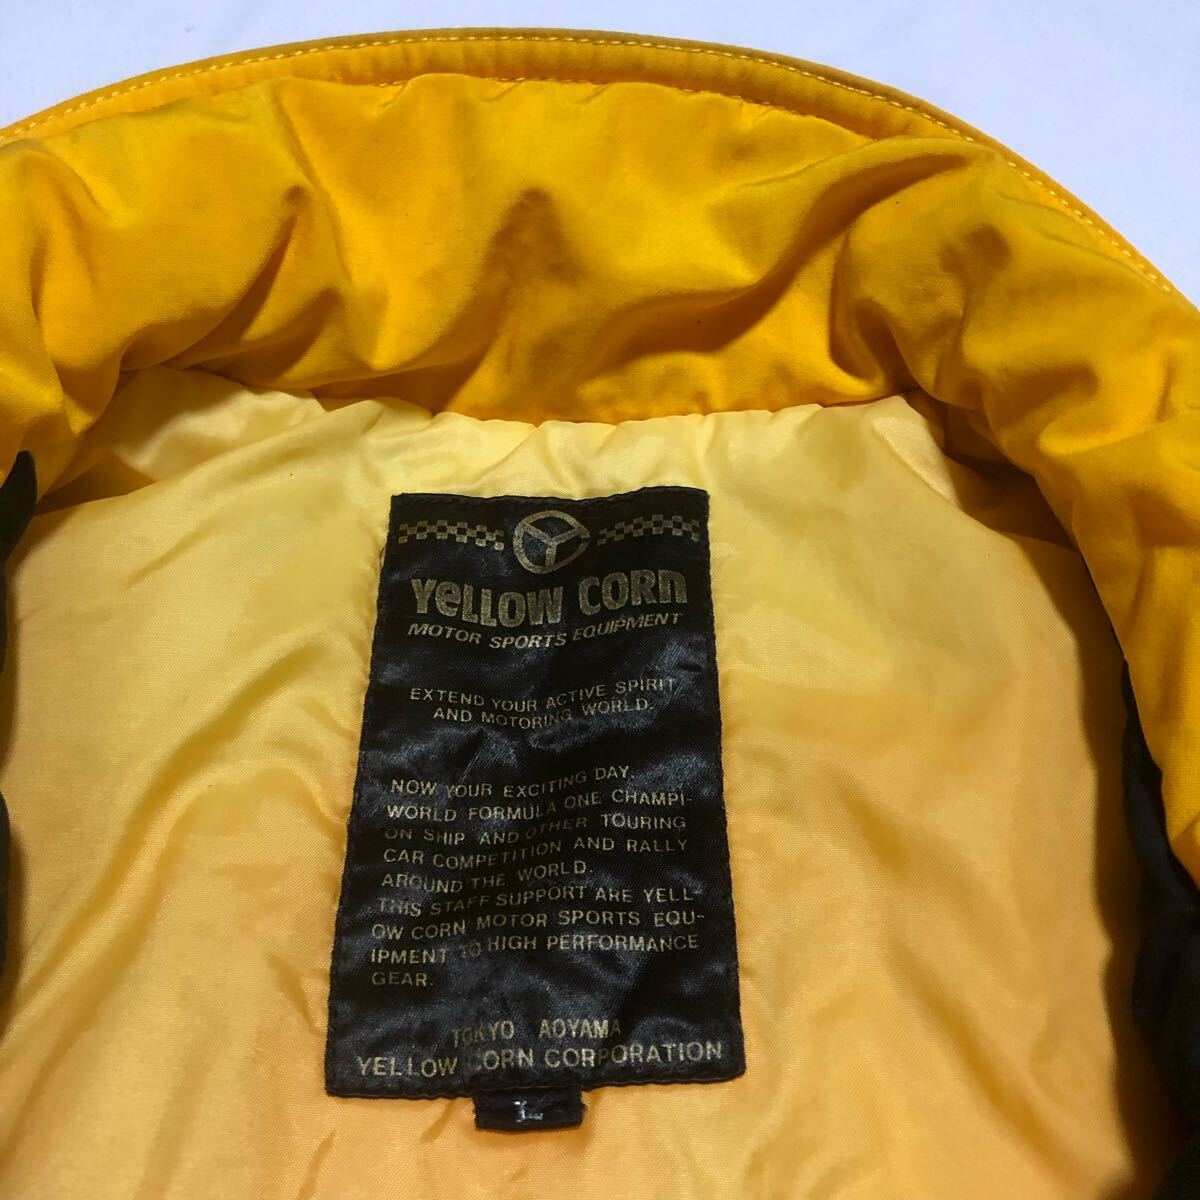 YELLOW CORN
MOTOR SPORTS EQUIPMENT
EXTEND YOUR ACTIVE SPIRIT
AND MOTORING WORLD.
NOW YOUR EXCITING DAY.
WORLD FORMULA ONE CHAMPI-
ON SHIP AND OTHER TOURING
CAR COMPETITION AND RALLY
AROUND THE WORLD.
THIS STAFF SUPPORT ARE YELL-
OW CORN MOTOR SPORTS EQU-
IPMENT TO HIGH PERFORMANCE
GEAR.
TOKYO AOYAMA
YELLOW CORN CORPORATION
L